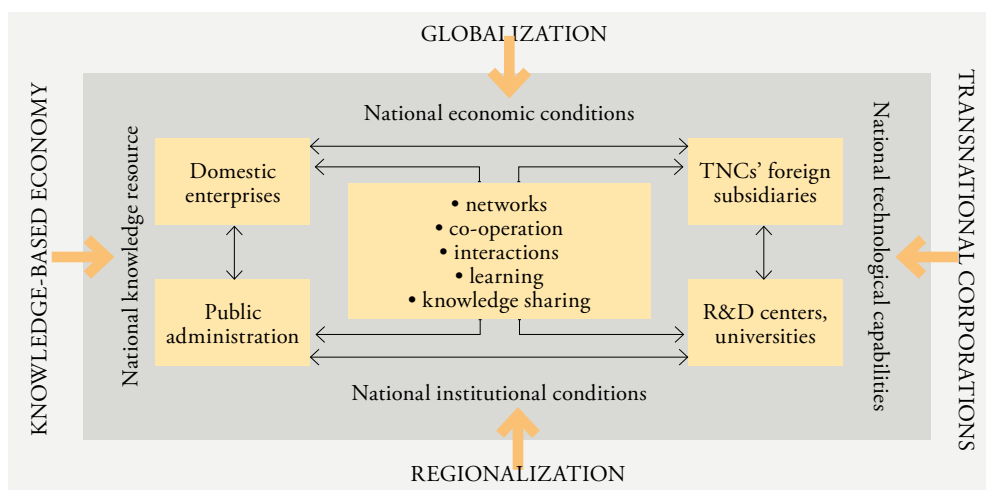 GLOBALIZATION
KNOWLEDGE-BASED ECONOMY
National knowledge resource
National economic conditions
Domestic
enterprises
TNCs’ foreign
subsidiaries
• networks
• co-operation
• interactions
• learning
• knowledge sharing
Public
administration
R&D centers,
universities
National institutional conditions
National technological capabilities
TRANSNATIONAL CORPORATIONS
REGIONALIZATION